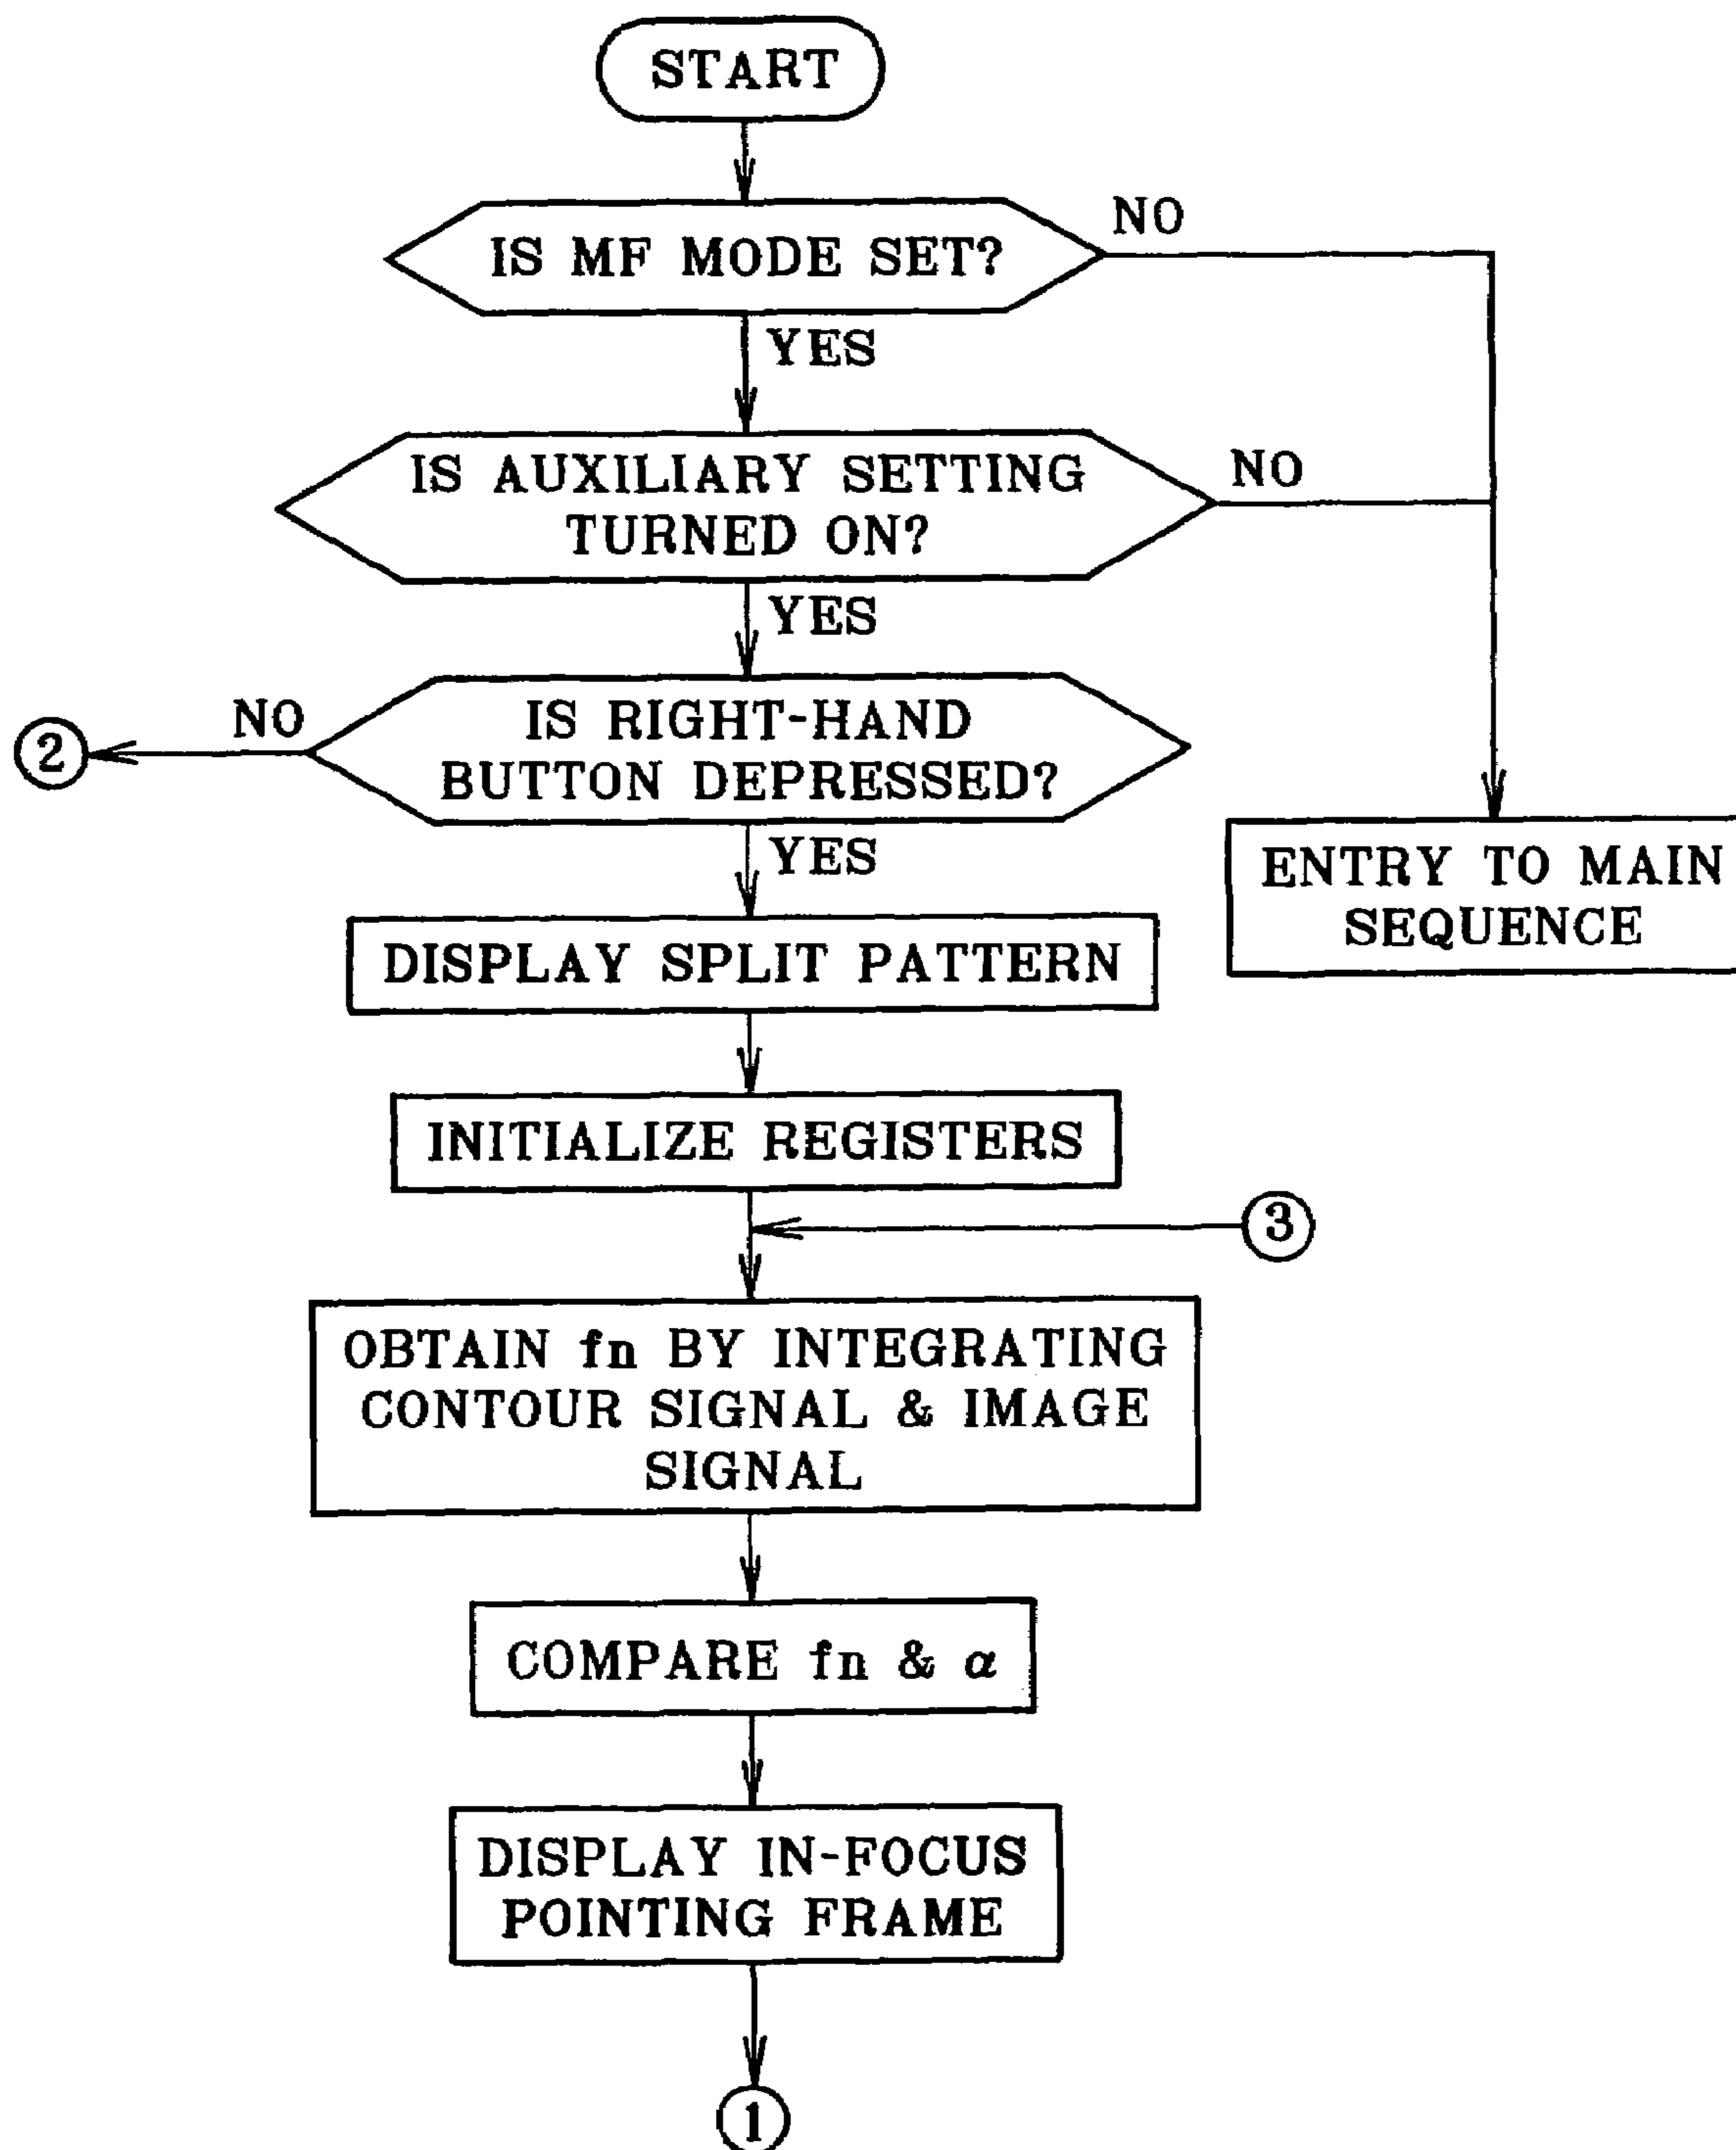 START
IS MF MODE SET?
NO
YES
IS AUXILIARY SETTING
TURNED ON?
NO
YES
NO
IS RIGHT-HAND
BUTTON DEPRESSED?
2
YES
ENTRY TO MAIN
SEQUENCE
DISPLAY SPLIT PATTERN
INITIALIZE REGISTERS
3
OBTAIN fn BY INTEGRATING
CONTOUR SIGNAL & IMAGE
SIGNAL
COMPARE fn & α
DISPLAY IN-FOCUS
POINTING FRAME
1